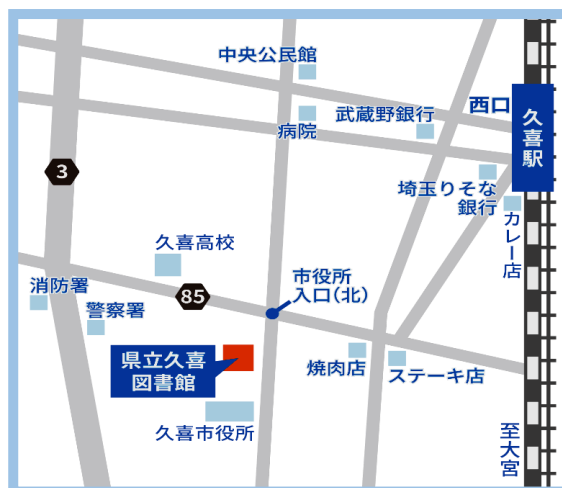 中央公民館
病院
武蔵野銀行
西口
久喜駅
埼玉りそな
銀行
カレー店
3
久喜高校
85
市役所
入口(北)
消防署
警察署
県立久喜
図書館
焼肉店
ステーキ店
久喜市役所
至大宮